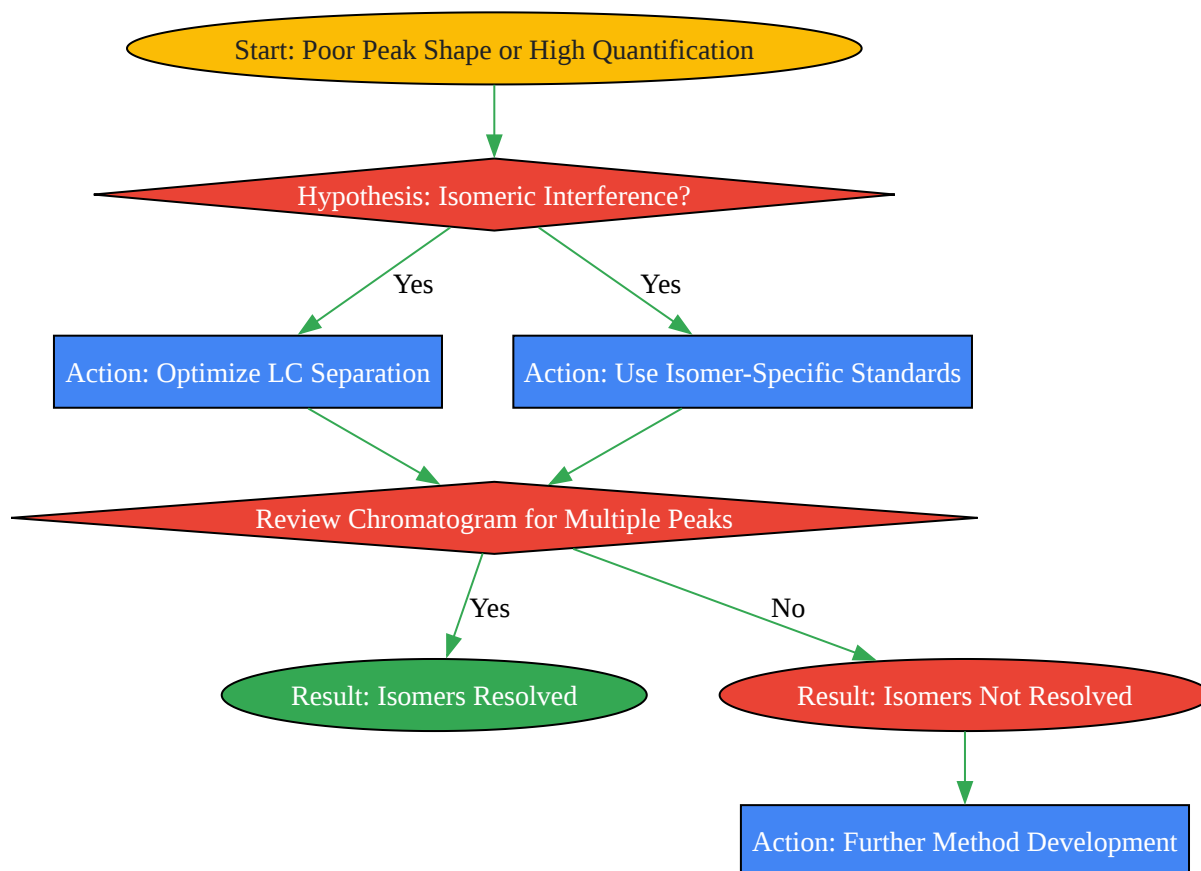 Start: Poor Peak Shape or High Quantification
Hypothesis: Isomeric Interference?
Yes
Yes
Action: Optimize LC Separation
Action: Use Isomer-Specific Standards
Review Chromatogram for Multiple Peaks
Yes
No
Result: Isomers Resolved
Result: Isomers Not Resolved
Action: Further Method Development